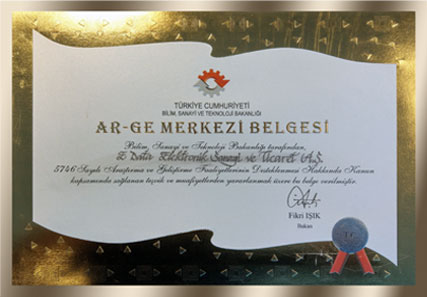 TÜRKİYE CUMHURİYETİ
BİLİM, SANAYİ VE TEKNOLOJİ BAKANLIĞI
AR-GE MERKEZİ BELGESİ
Bilim, Sanayi ve Teknoloji Bakanlığı tarafından,
E Data Elektronik Sanayi ve Ticaret A.Ş.
5746 Sayılı Araştırma ve Geliştirme Faaliyetlerinin Desteklenmesi Hakkında Kanun
kapsamında sağlanan teşvik ve muafiyetlerden yararlanmak üzere bu belge verilmiştir.
Fikri IŞIK
Bakan